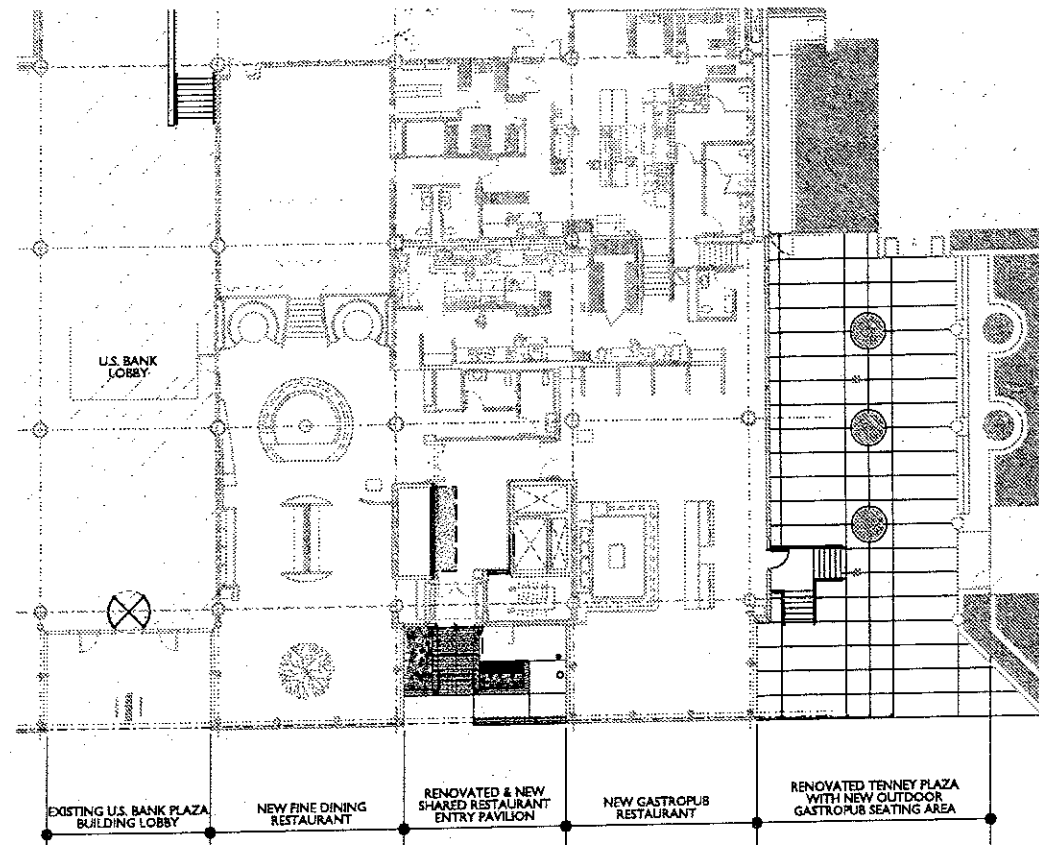 U.S. BANK
LOBBY
EXISTING U.S. BANK PLAZA
BUILDING LOBBY
NEW FINE DINING
RESTAURANT
RENOVATED & NEW
SHARED RESTAURANT
ENTRY PAVILION
NEW GASTROPUB
RESTAURANT
RENOVATED TENNEY PLAZA
WITH NEW OUTDOOR
GASTROPUB SEATING AREA